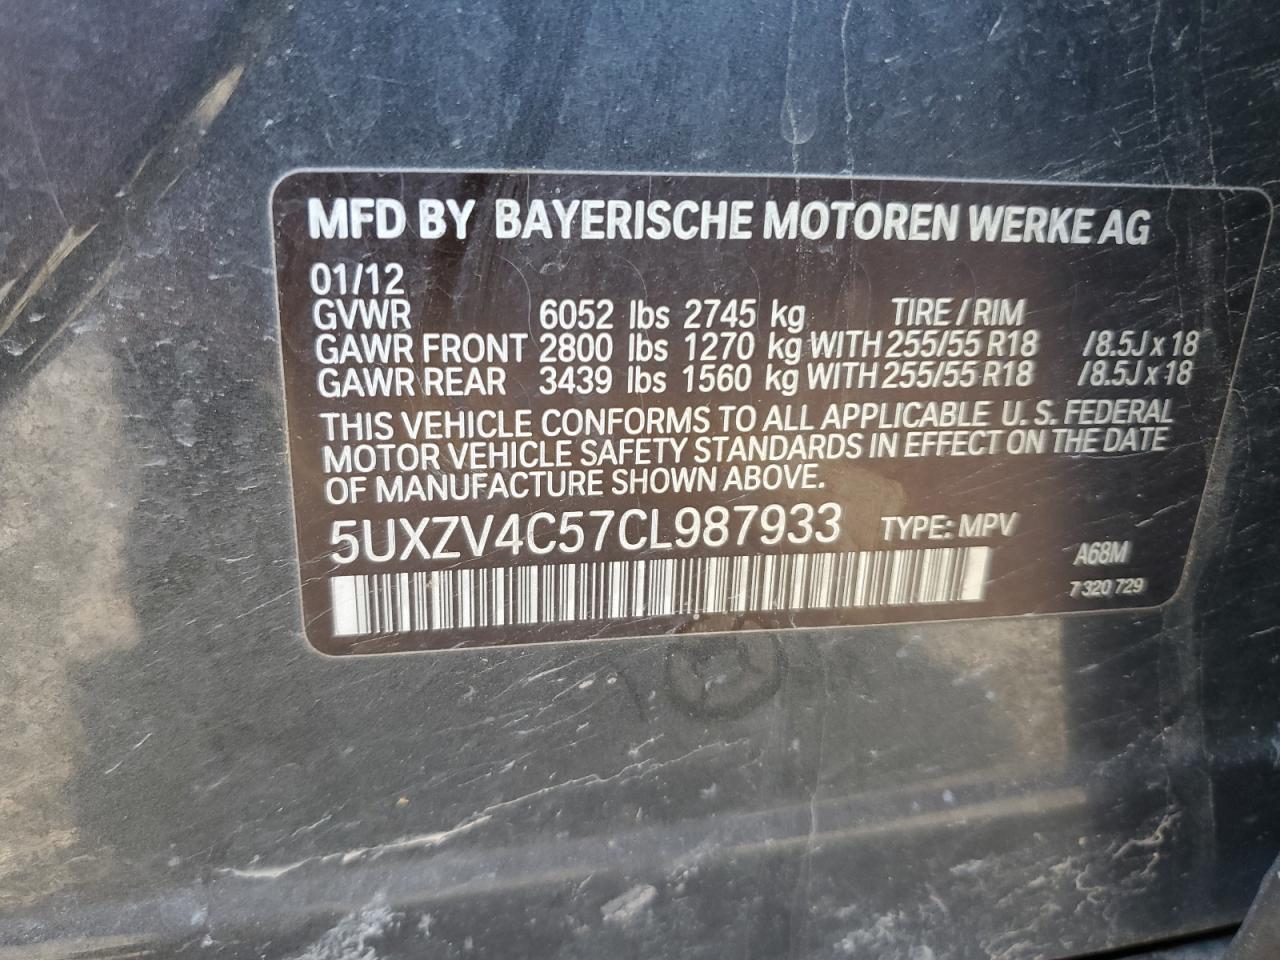 MFD BY BAYERISCHE MOTOREN WERKE AG
01/12
GVWR 6052 lbs 2745 kg TIRE / RIM
GAWR FRONT 2800 lbs 1270 kg WITH 255/55 R18 /8.5J x 18
GAWR REAR 3439 lbs 1560 kg WITH 255/55 R18 /8.5J x 18
THIS VEHICLE CONFORMS TO ALL APPLICABLE U.S. FEDERAL
MOTOR VEHICLE SAFETY STANDARDS IN EFFECT ON THE DATE
OF MANUFACTURE SHOWN ABOVE.
5UXZV4C57CL987933 TYPE: MPV
A68M
7 320 729